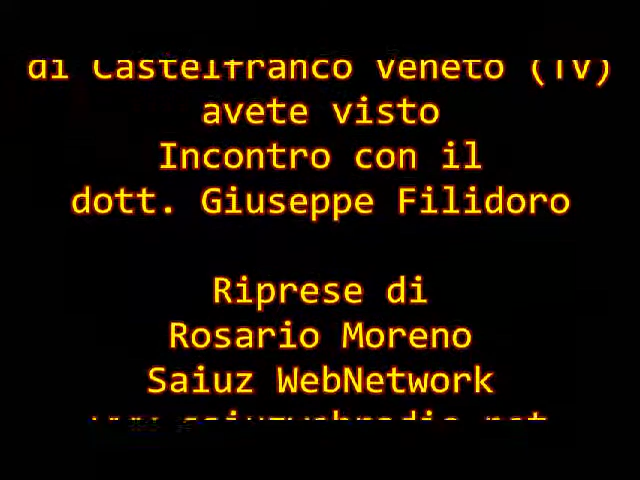 di Castelfranco Veneto (TV)
avete visto
Incontro con il
dott. Giuseppe Filidoro
Riprese di
Rosario Moreno
Saiuz WebNetwork